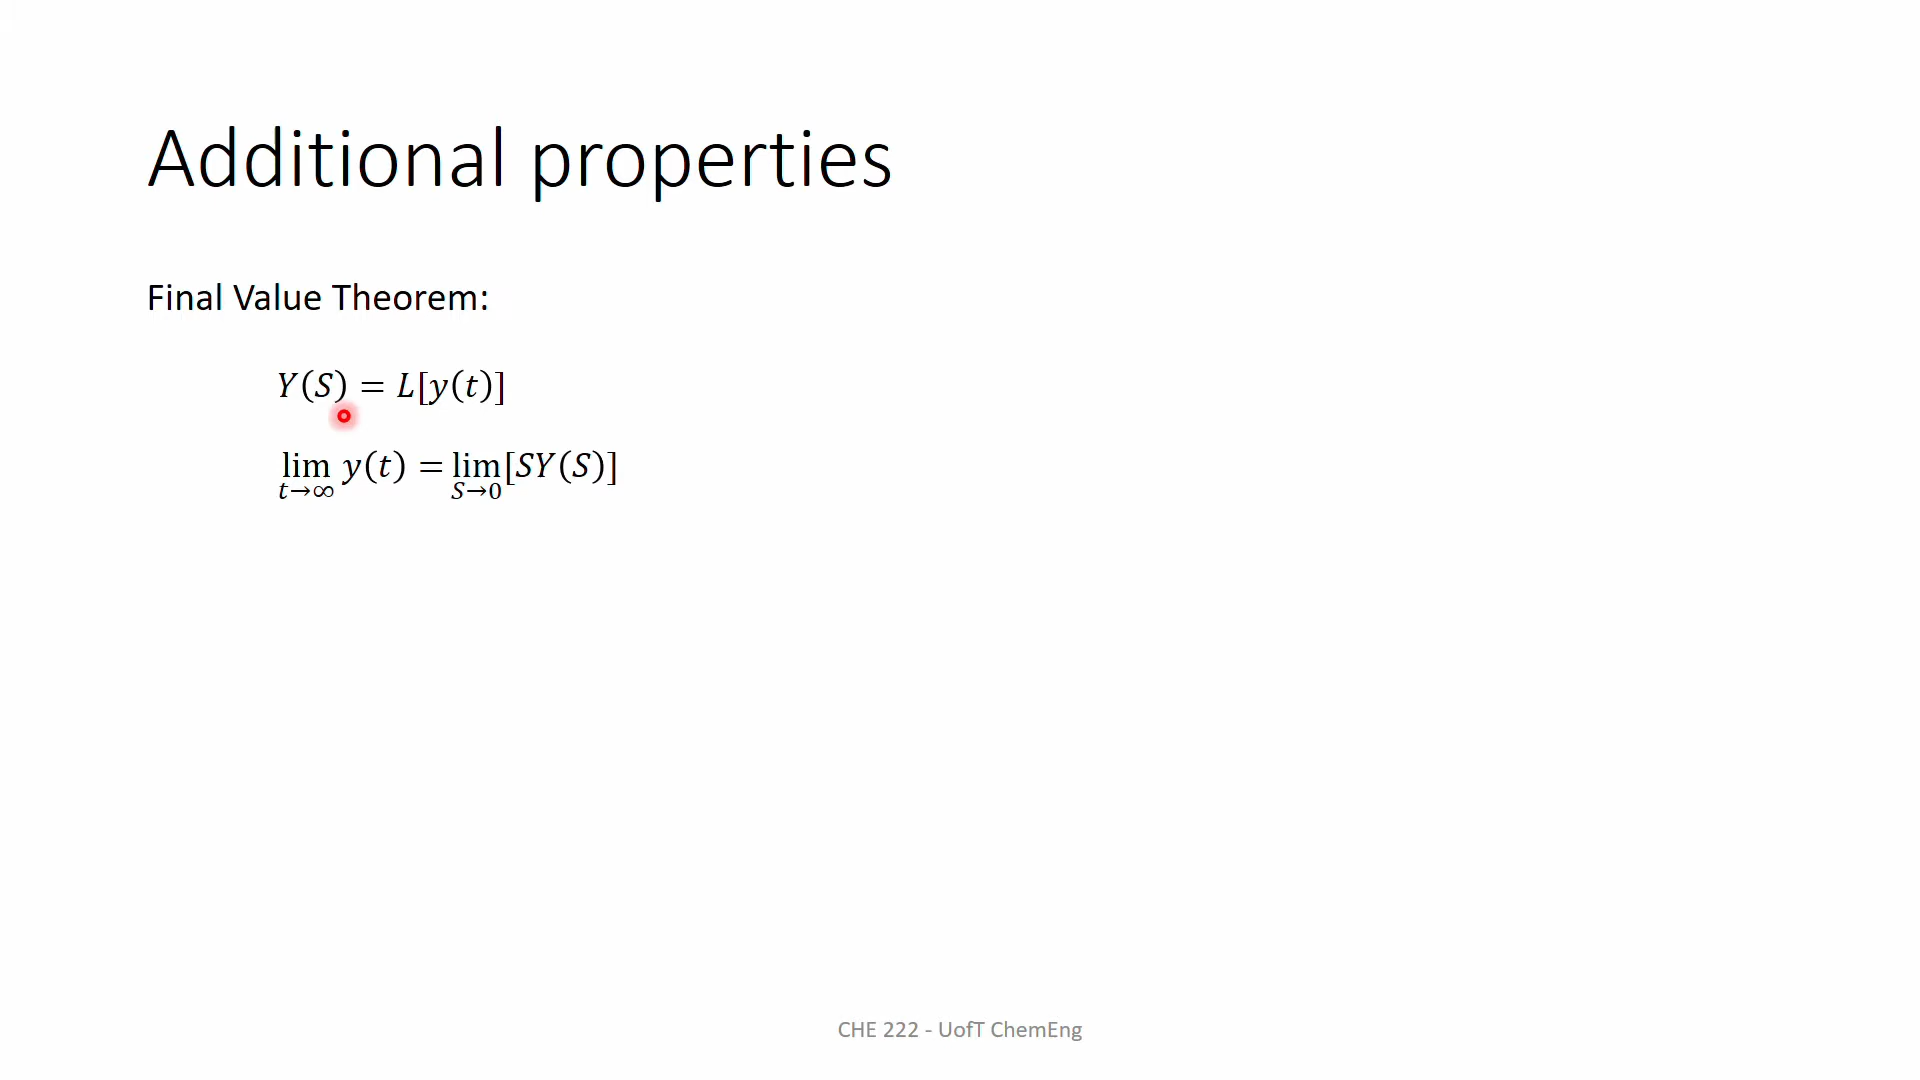 Additional properties
Final Value Theorem:
Y(S) = L[y(t)]
lim t→∞ y(t) = lim S→0 [SY(S)]
CHE 222 - UofT ChemEng